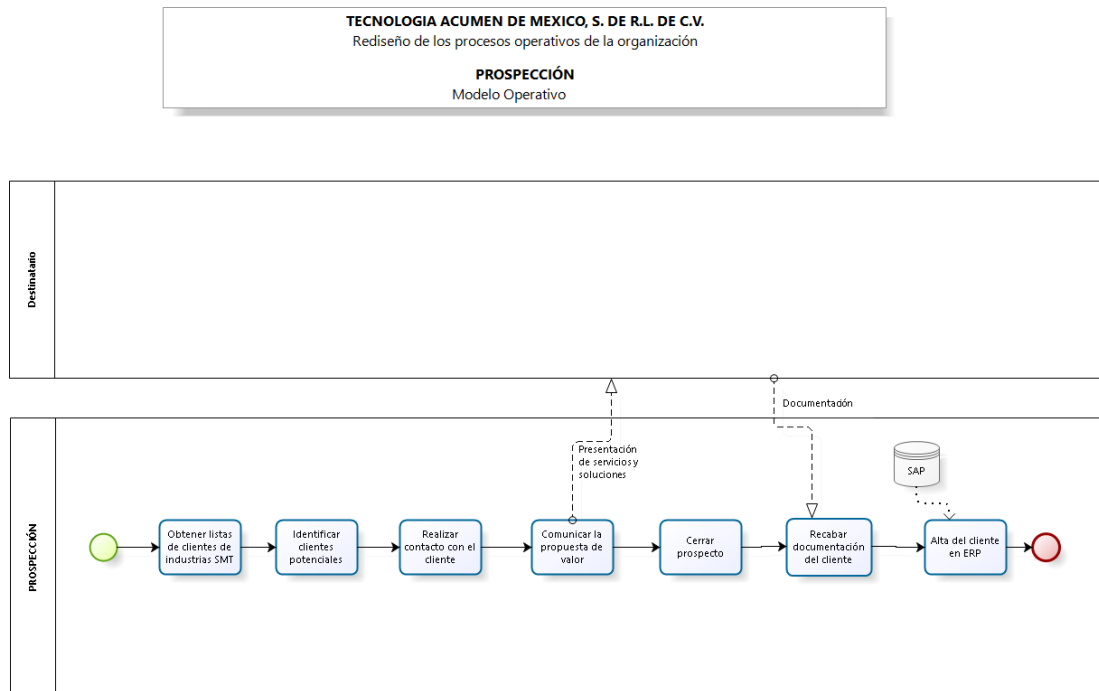 TECNOLOGIA ACUMEN DE MEXICO, S. DE R.L. DE C.V.
Rediseño de los procesos operativos de la organización
PROSPECCIÓN
Modelo Operativo
Destinatario
Documentación
Presentación
de servicios y
soluciones
SAP
PROSPECCIÓN
Obtener listas
de clientes de
industrias SMT
Identificar
clientes
potenciales
Realizar
contacto con el
cliente
Comunicar la
propuesta de
valor
Cerrar
prospecto
Recabar
documentación
del cliente
Alta del cliente
en ERP